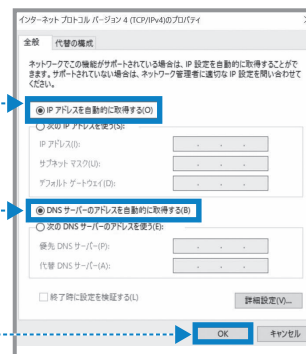 インターネット プロトコル バージョン 4 (TCP/IPv4)のプロパティ
全般 代替の構成
ネットワークでこの機能がサポートされている場合は、IP 設定を自動的に取得することがで
きます。サポートされていない場合は、ネットワーク管理者に適切な IP 設定を問い合わせて
ください。
IP アドレスを自動的に取得する(O)
次の IP アドレスを使う(S):
IP アドレス(I):
サブネット マスク(U):
デフォルト ゲートウェイ(D):
DNS サーバーのアドレスを自動的に取得する(B)
次の DNS サーバーのアドレスを使う(E):
優先 DNS サーバー(P):
代替 DNS サーバー(A):
終了時に設定を検証する(L)
詳細設定(V)...
OK キャンセル